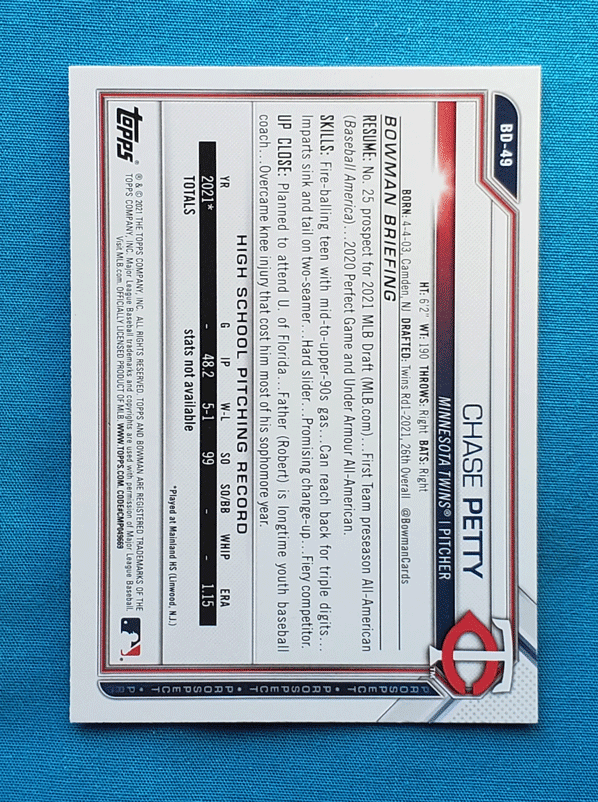 BD-49
CHASE PETTY
MINNESOTA TWINS® | PITCHER
HT: 6'2" WT: 190 THROWS: Right BATS: Right
BORN: 4-4-03, Camden, NJ DRAFTED: Twins Rd.1-2021, 26th Overall @BowmanCards
BOWMAN BRIEFING
RESUME: No. 25 prospect for 2021 MLB Draft (MLB.com)...First Team preseason All-American
(Baseball America)...2020 Perfect Game and Under Armour All-American.
SKILLS: Fire-balling teen with mid-to-upper-90s gas...Can reach back for triple digits...
Imparts sink and tail on two-seamer...Hard slider...Promising change-up...Fiery competitor.
UP CLOSE: Planned to attend U. of Florida...Father (Robert) is longtime youth baseball
coach...Overcame knee injury that cost him most of his sophomore year.
HIGH SCHOOL PITCHING RECORD
YR G IP W-L SO SO/BB WHIP ERA
2021* - 48.2 5-1 99 - - 1.15
TOTALS stats not available
*Played at Mainland HS (Linwood, N.J.)
TOPPS®
® & © 2021 THE TOPPS COMPANY, INC. ALL RIGHTS RESERVED. TOPPS AND BOWMAN ARE REGISTERED TRADEMARKS OF THE
TOPPS COMPANY, INC. Major League Baseball trademarks and copyrights are used with permission of Major League Baseball.
Visit MLB.com. OFFICIALLY LICENSED PRODUCT OF MLB. WWW.TOPPS.COM. CODE#CMP049669
PROSPECT • PROSPECT • PR